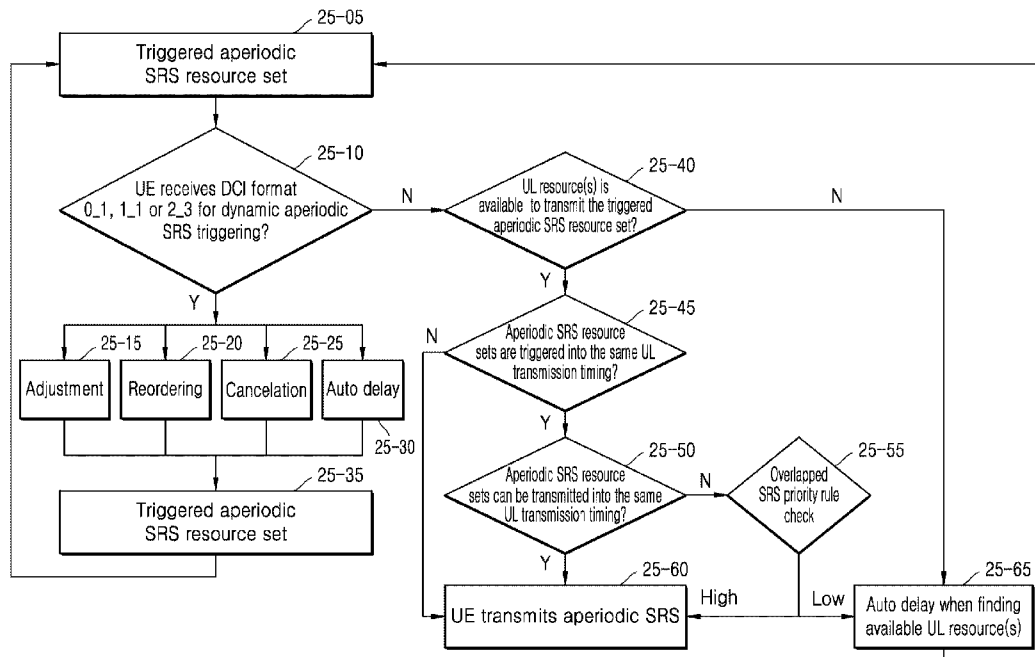 25-05
Triggered aperiodic
SRS resource set
25-10
UE receives DCI format
0_1, 1_1 or 2_3 for dynamic aperiodic
SRS triggering?
N
Y
25-40
UL resource(s) is
available to transmit the triggered
aperiodic SRS resource set?
N
Y
25-15
Adjustment
25-20
Reordering
25-25
Cancelation
Auto delay
25-30
25-35
Triggered aperiodic
SRS resource set
25-45
Aperiodic SRS resource
sets are triggered into the same UL
transmission timing?
N
Y
25-50
Aperiodic SRS resource
sets can be transmitted into the same
UL transmission timing?
N
Y
25-55
Overlapped
SRS priority rule
check
25-60
UE transmits aperiodic SRS
High
Low
25-65
Auto delay when finding
available UL resource(s)